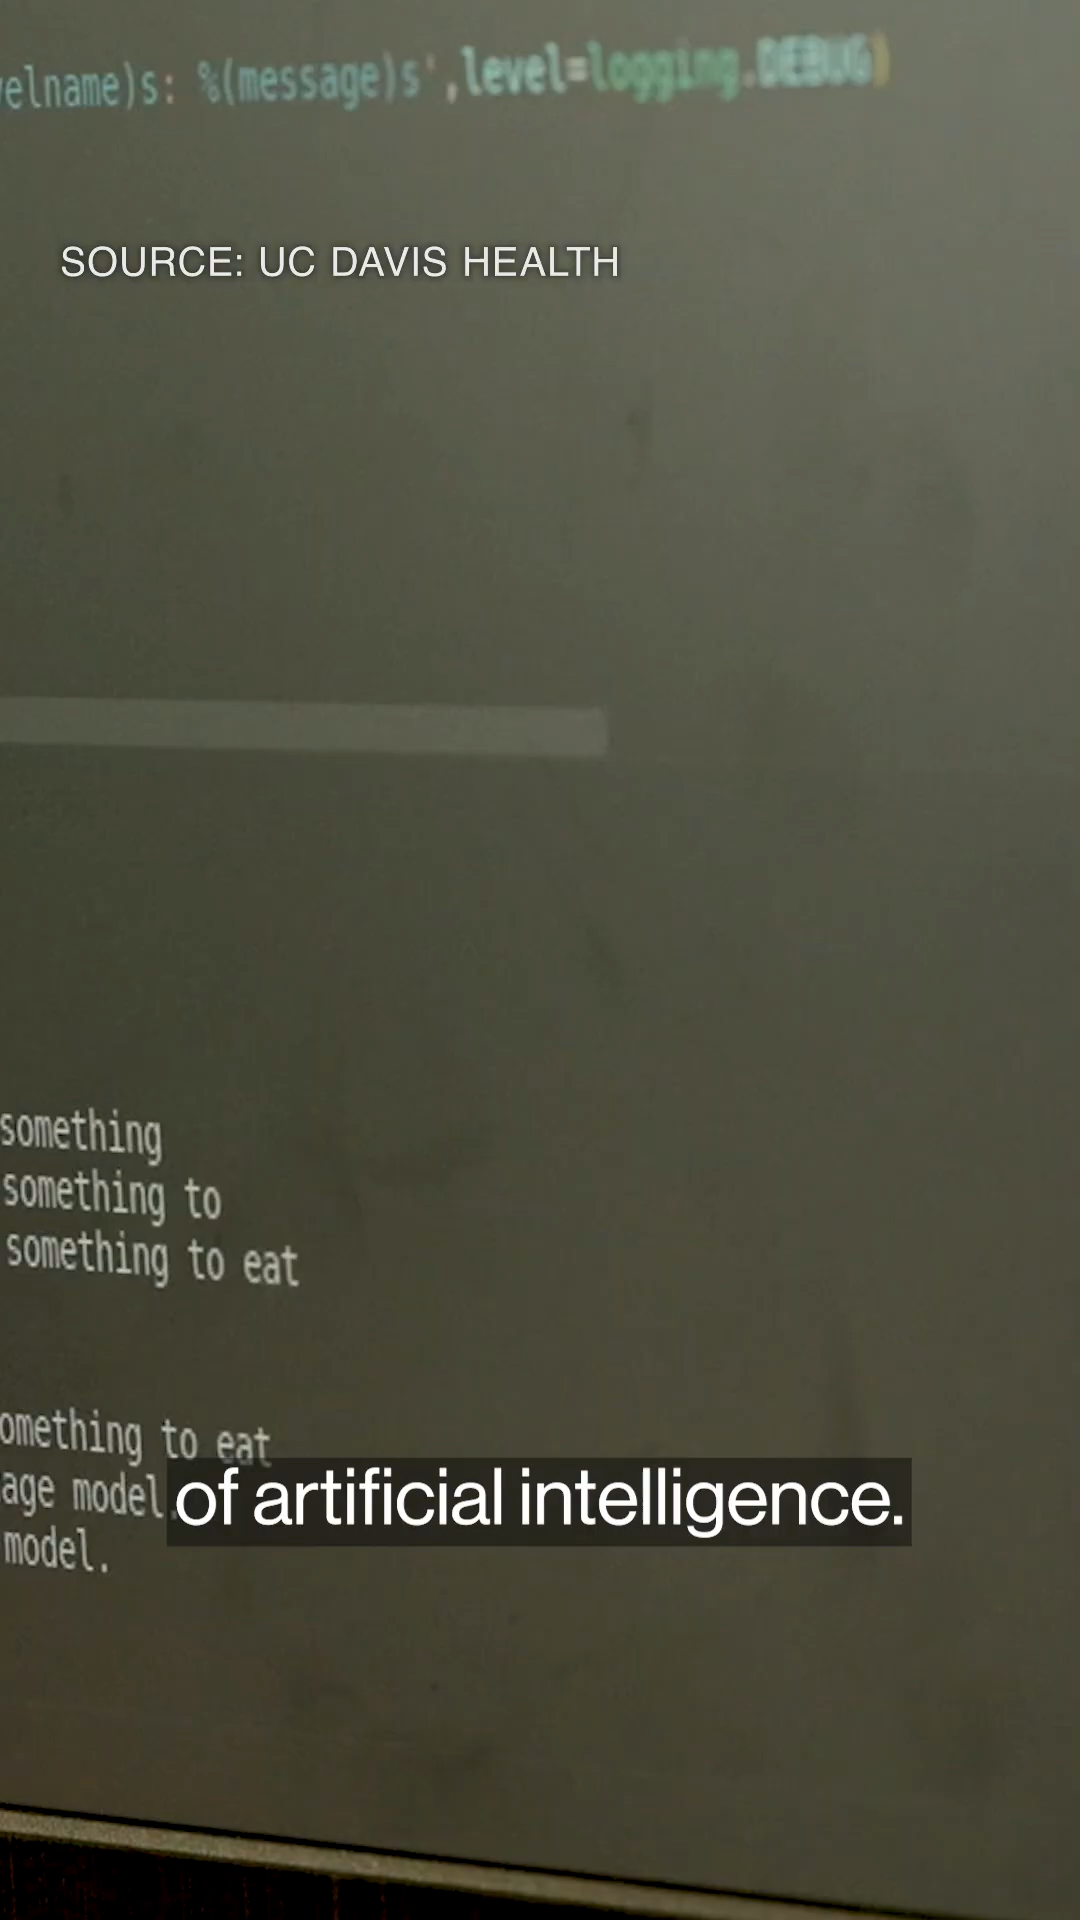 velname)s: %(message)s',level=logging.DEBUG)
SOURCE: UC DAVIS HEALTH
something
something to
something to eat
omething to eat
age model.
of artificial intelligence.
model.